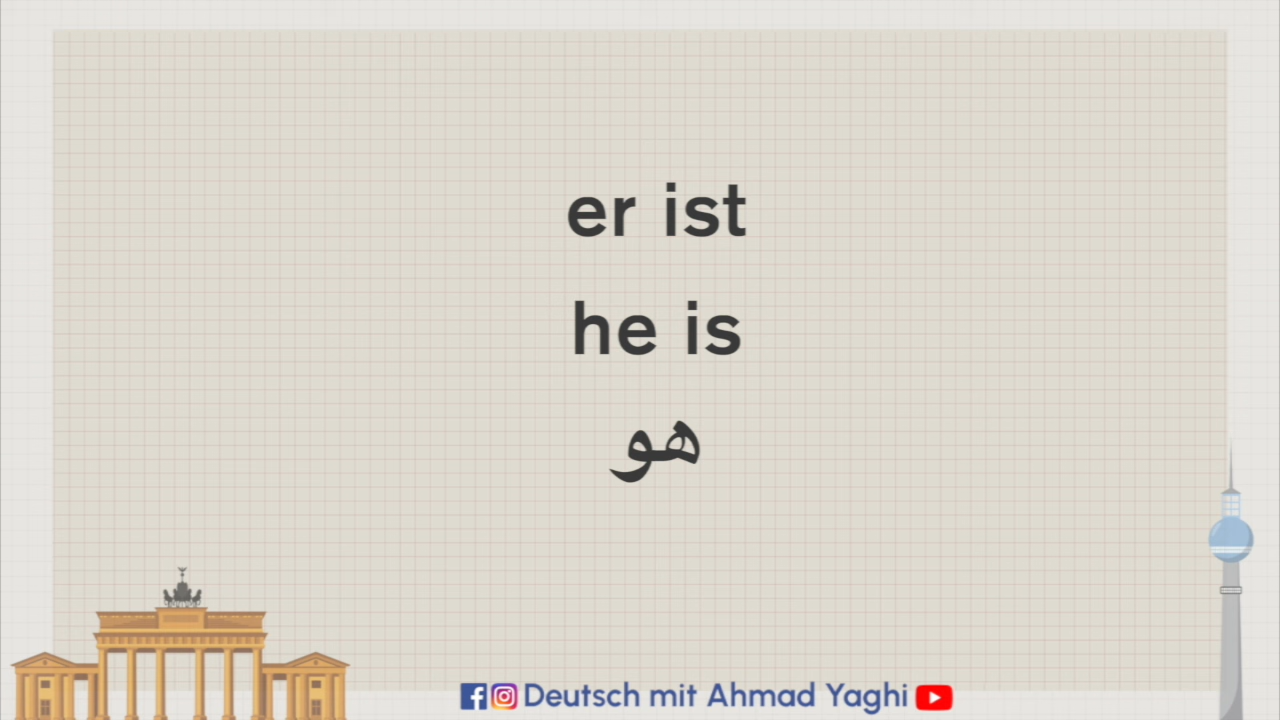 er ist
he is
هو
Deutsch mit Ahmad Yaghi